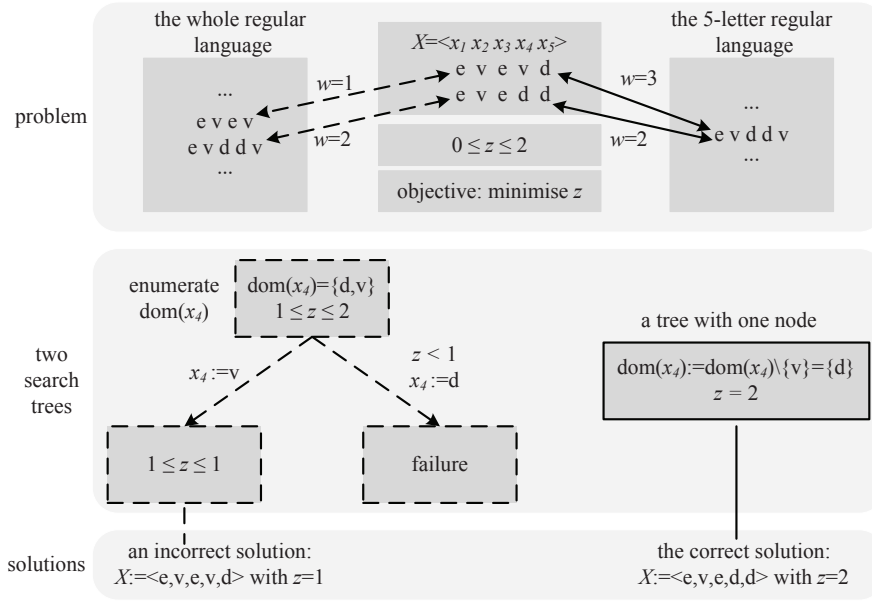 the whole regular
language
X=<x1 x2 x3 x4 x5>
the 5-letter regular
language
problem
...
e v e v
e v d d v
...
w=1
w=2
e v e v d
e v e d d
w=3
w=2
...
e v d d v
...
0 ≤ z ≤ 2
objective: minimise z
two
search
trees
enumerate
dom(x4)
dom(x4)={d,v}
1 ≤ z ≤ 2
x4 :=v
z < 1
x4 :=d
1 ≤ z ≤ 1
failure
a tree with one node
dom(x4):=dom(x4)\{v}={d}
z = 2
solutions
an incorrect solution:
X:=<e,v,e,v,d> with z=1
the correct solution:
X:=<e,v,e,d,d> with z=2